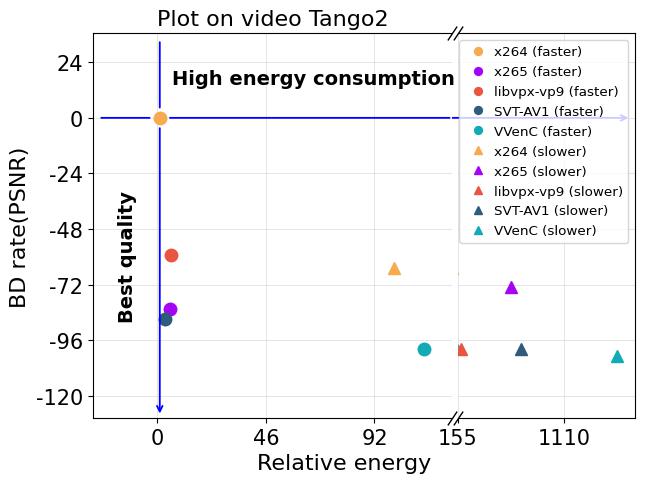 Plot on video Tango2
24
0
-24
-48
-72
-96
-120
BD rate(PSNR)
High energy consumption
Best quality
x264 (faster)
x265 (faster)
libvpx-vp9 (faster)
SVT-AV1 (faster)
VVenC (faster)
x264 (slower)
x265 (slower)
libvpx-vp9 (slower)
SVT-AV1 (slower)
VVenC (slower)
0 46 92 155 1110
Relative energy